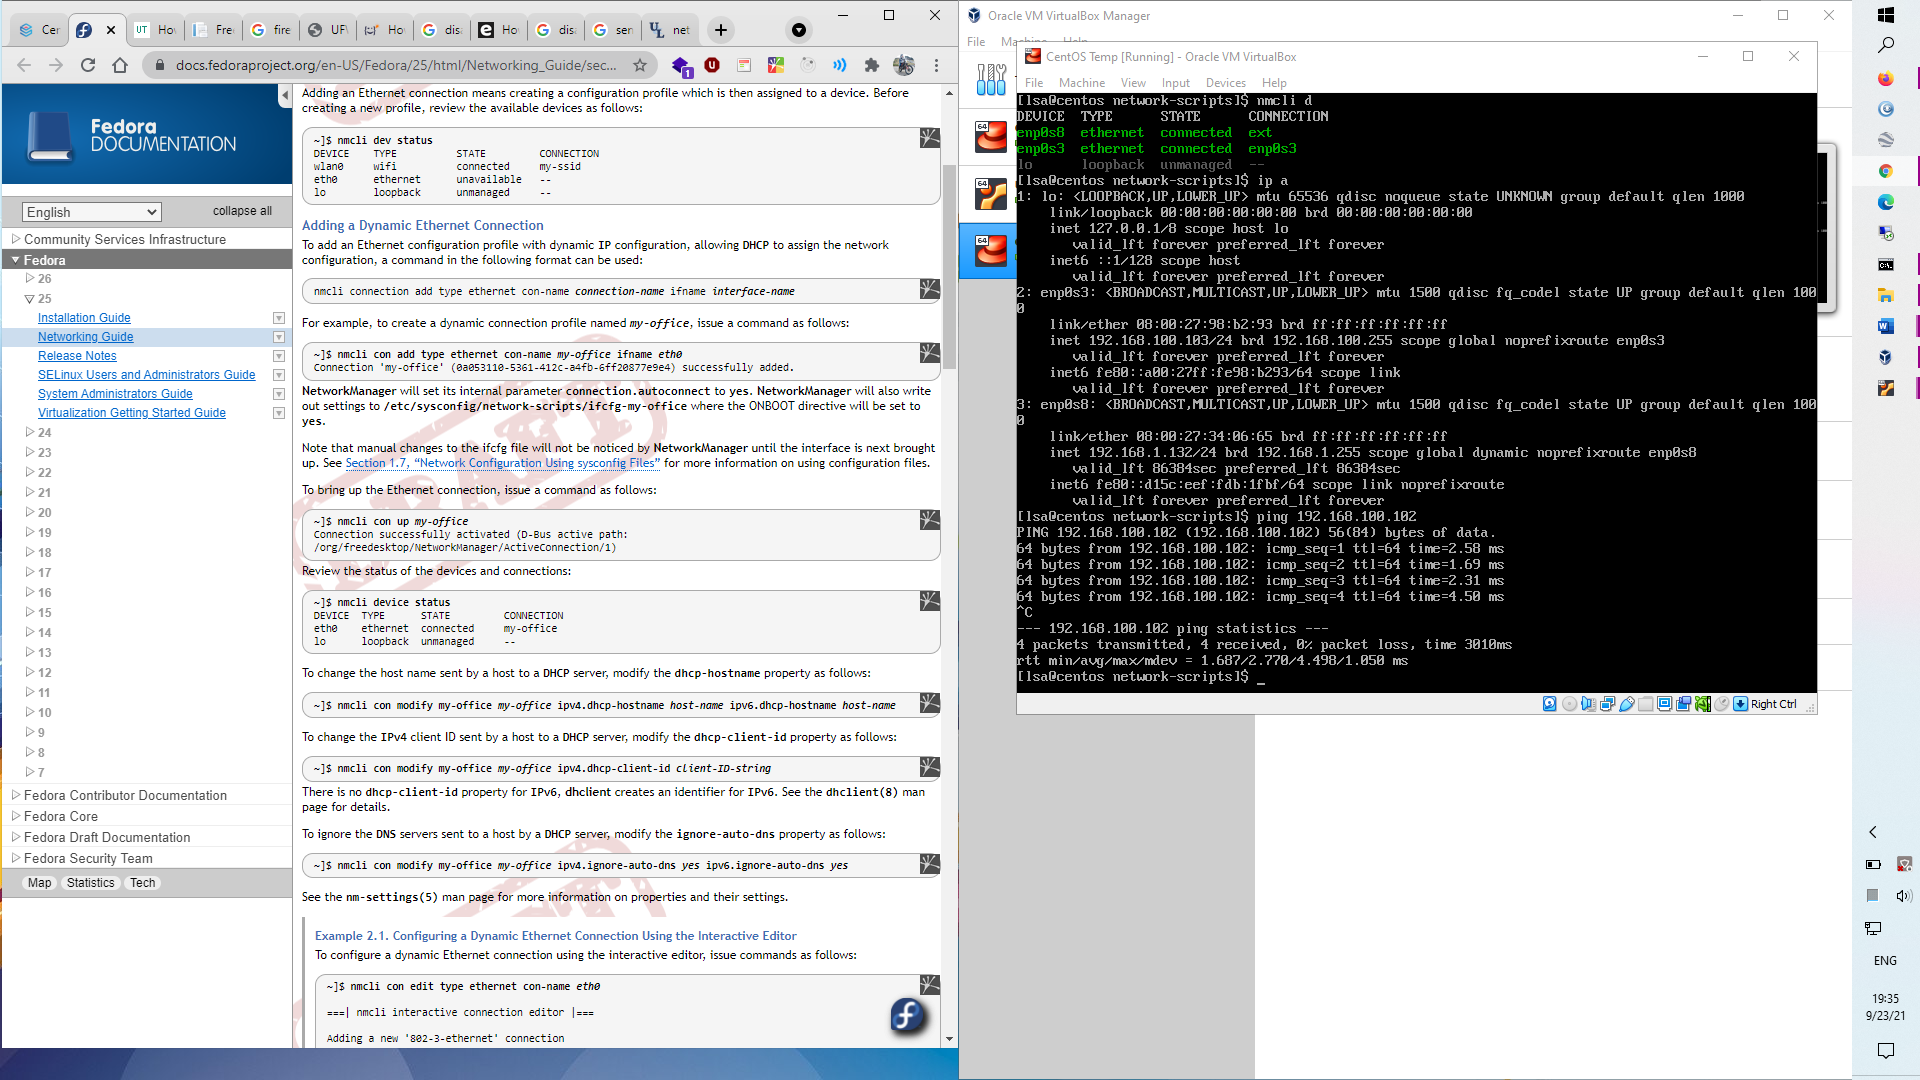 Cer
UT Ho
Fre
fire
UF
Ho
dis
Ho
dis
sen
net
docs.fedoraproject.org/en-US/Fedora/25/html/Networking_Guide/sec...
1
Fedora
DOCUMENTATION
English
collapse all
Community Services Infrastructure
Fedora
26
25
Installation Guide
Networking Guide
Release Notes
SELinux Users and Administrators Guide
System Administrators Guide
Virtualization Getting Started Guide
24
23
22
21
20
19
18
17
16
15
14
13
12
11
10
9
8
7
Fedora Contributor Documentation
Fedora Core
Fedora Draft Documentation
Fedora Security Team
Map Statistics Tech
Adding an Ethernet connection means creating a configuration profile which is then assigned to a device. Before
creating a new profile, review the available devices as follows:
~]$ nmcli dev status
DEVICE TYPE STATE CONNECTION
wlan0 wifi connected my-ssid
eth0 ethernet unavailable --
lo loopback unmanaged --
Adding a Dynamic Ethernet Connection
To add an Ethernet configuration profile with dynamic IP configuration, allowing DHCP to assign the network
configuration, a command in the following format can be used:
nmcli connection add type ethernet con-name connection-name ifname interface-name
For example, to create a dynamic connection profile named my-office, issue a command as follows:
~]$ nmcli con add type ethernet con-name my-office ifname eth0
Connection 'my-office' (0a053110-5361-412c-a4fb-6ff20877e9e4) successfully added.
NetworkManager will set its internal parameter connection.autoconnect to yes. NetworkManager will also write
out settings to /etc/sysconfig/network-scripts/ifcfg-my-office where the ONBOOT directive will be set to
yes.
Note that manual changes to the ifcfg file will not be noticed by NetworkManager until the interface is next brought
up. See Section 1.7, “Network Configuration Using sysconfig Files” for more information on using configuration files.
To bring up the Ethernet connection, issue a command as follows:
~]$ nmcli con up my-office
Connection successfully activated (D-Bus active path:
/org/freedesktop/NetworkManager/ActiveConnection/1)
Review the status of the devices and connections:
~]$ nmcli device status
DEVICE TYPE STATE CONNECTION
eth0 ethernet connected my-office
lo loopback unmanaged --
To change the host name sent by a host to a DHCP server, modify the dhcp-hostname property as follows:
~]$ nmcli con modify my-office my-office ipv4.dhcp-hostname host-name ipv6.dhcp-hostname host-name
To change the IPv4 client ID sent by a host to a DHCP server, modify the dhcp-client-id property as follows:
~]$ nmcli con modify my-office my-office ipv4.dhcp-client-id client-ID-string
There is no dhcp-client-id property for IPv6, dhclient creates an identifier for IPv6. See the dhclient(8) man
page for details.
To ignore the DNS servers sent to a host by a DHCP server, modify the ignore-auto-dns property as follows:
~]$ nmcli con modify my-office my-office ipv4.ignore-auto-dns yes ipv6.ignore-auto-dns yes
See the nm-settings(5) man page for more information on properties and their settings.
Example 2.1. Configuring a Dynamic Ethernet Connection Using the Interactive Editor
To configure a dynamic Ethernet connection using the interactive editor, issue commands as follows:
~]$ nmcli con edit type ethernet con-name eth0
===| nmcli interactive connection editor |===
Adding a new '802-3-ethernet' connection
DRAFT
Oracle VM VirtualBox Manager
File Machine Help
64
64
64
CentOS Temp [Running] - Oracle VM VirtualBox
File Machine View Input Devices Help
[lsa@centos network-scripts]$ nmcli d
DEVICE TYPE STATE CONNECTION
enp0s8 ethernet connected ext
enp0s3 ethernet connected enp0s3
lo loopback unmanaged --
[lsa@centos network-scripts]$ ip a
1: lo: <LOOPBACK,UP,LOWER_UP> mtu 65536 qdisc noqueue state UNKNOWN group default qlen 1000
link/loopback 00:00:00:00:00:00 brd 00:00:00:00:00:00
inet 127.0.0.1/8 scope host lo
valid_lft forever preferred_lft forever
inet6 ::1/128 scope host
valid_lft forever preferred_lft forever
2: enp0s3: <BROADCAST,MULTICAST,UP,LOWER_UP> mtu 1500 qdisc fq_codel state UP group default qlen 100
0
link/ether 08:00:27:98:b2:93 brd ff:ff:ff:ff:ff:ff
inet 192.168.100.103/24 brd 192.168.100.255 scope global noprefixroute enp0s3
valid_lft forever preferred_lft forever
inet6 fe80::a00:27ff:fe98:b293/64 scope link
valid_lft forever preferred_lft forever
3: enp0s8: <BROADCAST,MULTICAST,UP,LOWER_UP> mtu 1500 qdisc fq_codel state UP group default qlen 100
0
link/ether 08:00:27:34:06:65 brd ff:ff:ff:ff:ff:ff
inet 192.168.1.132/24 brd 192.168.1.255 scope global dynamic noprefixroute enp0s8
valid_lft 86384sec preferred_lft 86384sec
inet6 fe80::d15c:eef:fdb:1fbf/64 scope link noprefixroute
valid_lft forever preferred_lft forever
[lsa@centos network-scripts]$ ping 192.168.100.102
PING 192.168.100.102 (192.168.100.102) 56(84) bytes of data.
64 bytes from 192.168.100.102: icmp_seq=1 ttl=64 time=2.58 ms
64 bytes from 192.168.100.102: icmp_seq=2 ttl=64 time=1.69 ms
64 bytes from 192.168.100.102: icmp_seq=3 ttl=64 time=2.31 ms
64 bytes from 192.168.100.102: icmp_seq=4 ttl=64 time=4.50 ms
^C
--- 192.168.100.102 ping statistics ---
4 packets transmitted, 4 received, 0% packet loss, time 3010ms
rtt min/avg/max/mdev = 1.687/2.770/4.498/1.050 ms
[lsa@centos network-scripts]$ _
Right Ctrl
ENG
19:35
9/23/21